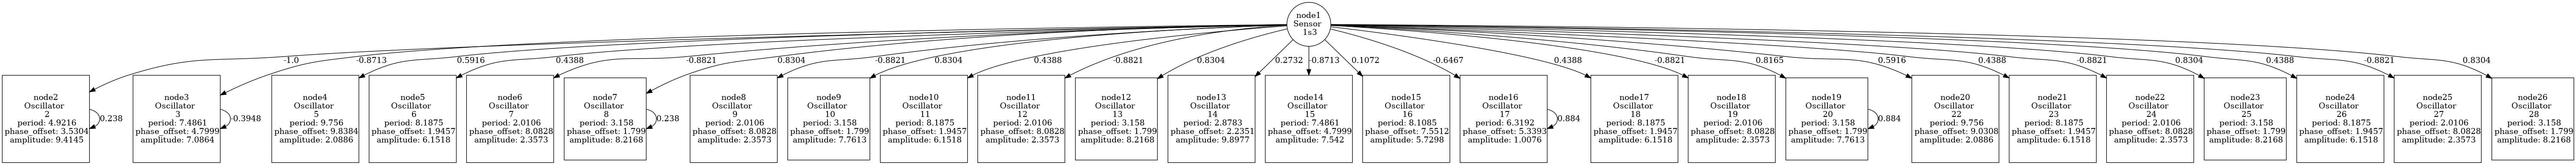 node1
Sensor
1s3
-1.0
-0.8713
0.5916
0.4388
-0.8821
0.8304
-0.8821
0.8304
0.4388
-0.8821
0.8304
0.2732
-0.8713
0.1072
-0.6467
0.4388
-0.8821
0.8165
0.5916
0.4388
-0.8821
0.8304
0.4388
-0.8821
0.8304
node2
Oscillator
2
period: 4.9216
phase_offset: 3.5304
amplitude: 9.4145
0.238
node3
Oscillator
3
period: 7.4861
phase_offset: 4.7999
amplitude: 7.0864
-0.3948
node4
Oscillator
5
period: 9.756
phase_offset: 9.8384
amplitude: 2.0886
node5
Oscillator
6
period: 8.1875
phase_offset: 1.9457
amplitude: 6.1518
node6
Oscillator
7
period: 2.0106
phase_offset: 8.0828
amplitude: 2.3573
node7
Oscillator
8
period: 3.158
phase_offset: 1.799
amplitude: 8.2168
0.238
node8
Oscillator
9
period: 2.0106
phase_offset: 8.0828
amplitude: 2.3573
node9
Oscillator
10
period: 3.158
phase_offset: 1.799
amplitude: 7.7613
node10
Oscillator
11
period: 8.1875
phase_offset: 1.9457
amplitude: 6.1518
node11
Oscillator
12
period: 2.0106
phase_offset: 8.0828
amplitude: 2.3573
node12
Oscillator
13
period: 3.158
phase_offset: 1.799
amplitude: 8.2168
node13
Oscillator
14
period: 2.8783
phase_offset: 2.2351
amplitude: 9.8977
node14
Oscillator
15
period: 7.4861
phase_offset: 4.7999
amplitude: 7.542
node15
Oscillator
16
period: 8.1085
phase_offset: 7.5512
amplitude: 5.7298
node16
Oscillator
17
period: 6.3192
phase_offset: 5.3393
amplitude: 1.0076
0.884
node17
Oscillator
18
period: 8.1875
phase_offset: 1.9457
amplitude: 6.1518
node18
Oscillator
19
period: 2.0106
phase_offset: 8.0828
amplitude: 2.3573
node19
Oscillator
20
period: 3.158
phase_offset: 1.799
amplitude: 7.7613
0.884
node20
Oscillator
22
period: 9.756
phase_offset: 9.0308
amplitude: 2.0886
node21
Oscillator
23
period: 8.1875
phase_offset: 1.9457
amplitude: 6.1518
node22
Oscillator
24
period: 2.0106
phase_offset: 8.0828
amplitude: 2.3573
node23
Oscillator
25
period: 3.158
phase_offset: 1.799
amplitude: 8.2168
node24
Oscillator
26
period: 8.1875
phase_offset: 1.9457
amplitude: 6.1518
node25
Oscillator
27
period: 2.0106
phase_offset: 8.0828
amplitude: 2.3573
node26
Oscillator
28
period: 3.158
phase_offset: 1.799
amplitude: 8.2168